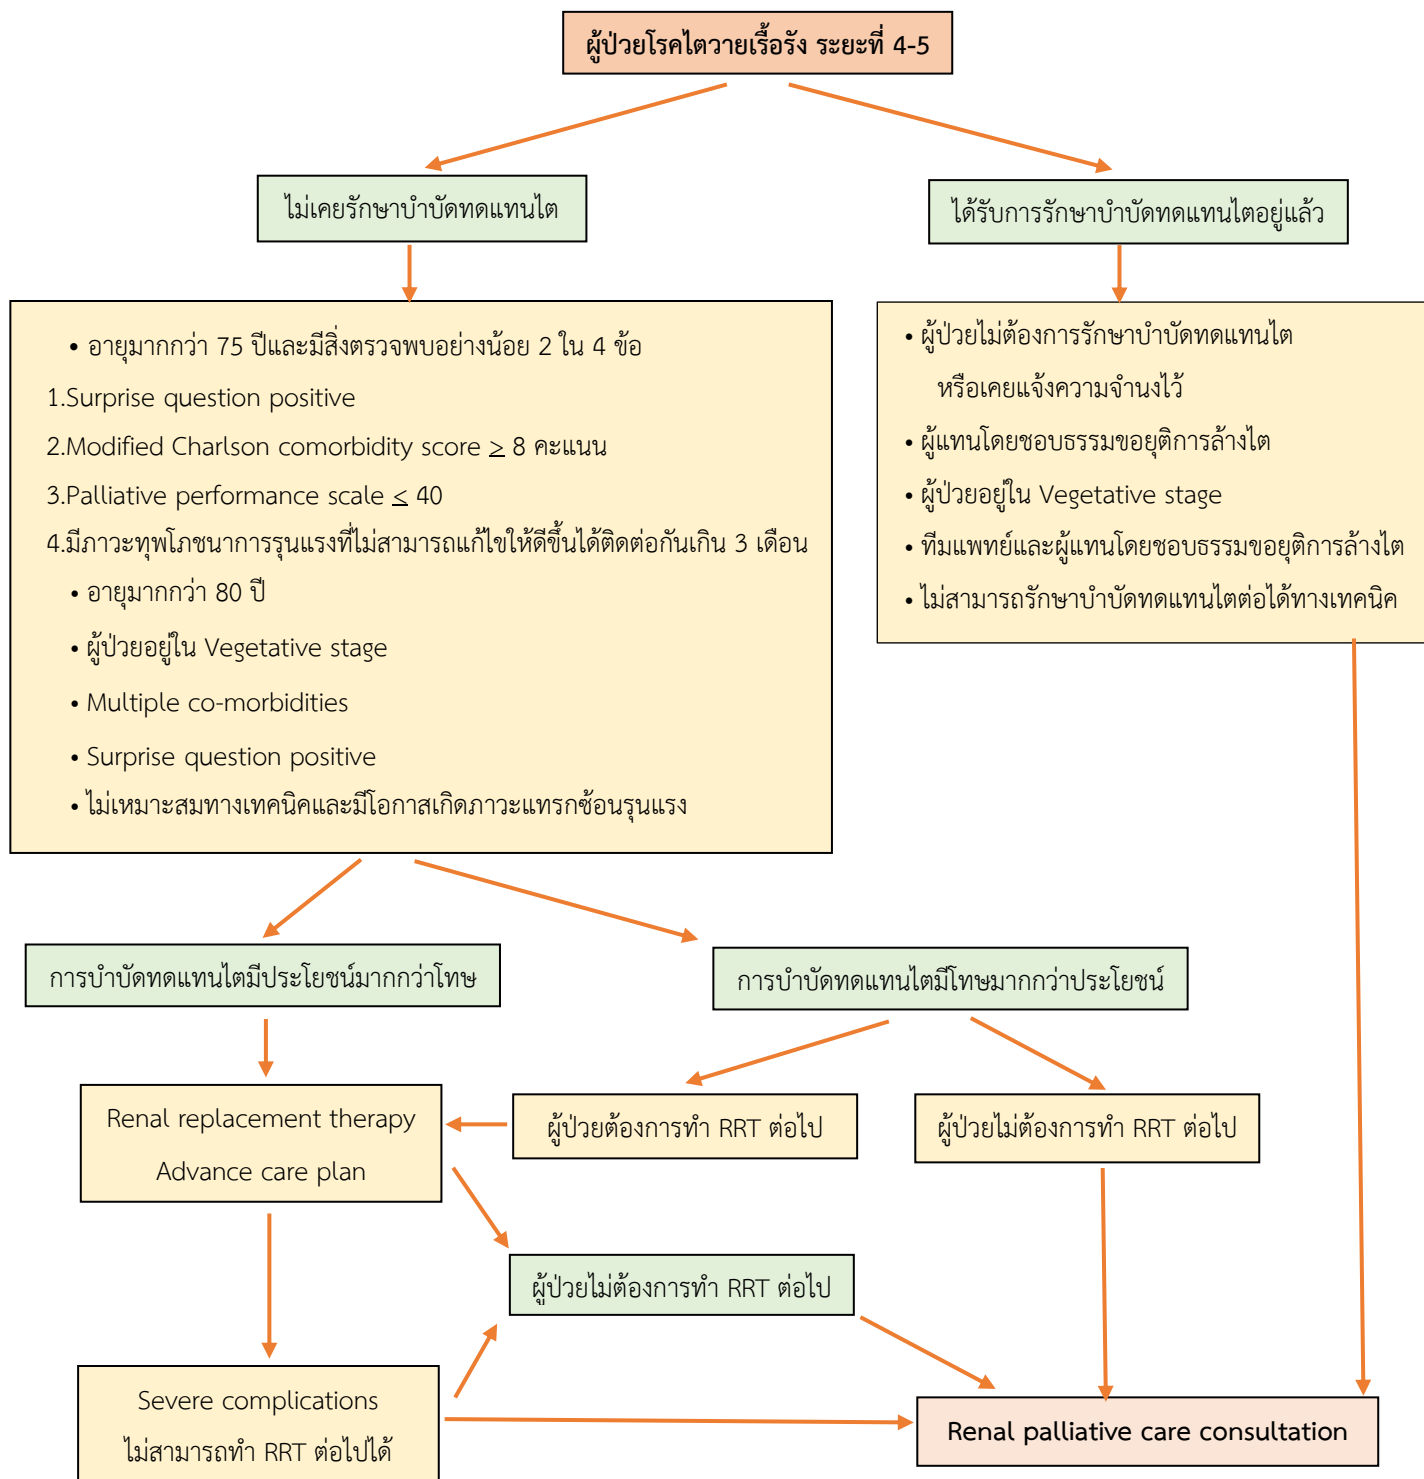 ผู้ป่วยโรคไตวายเรื้อรัง ระยะที่ 4-5
ไม่เคยรักษาบำบัดทดแทนไต
ได้รับการรักษาบำบัดทดแทนไตอยู่แล้ว
• อายุมากกว่า 75 ปีและมีสิ่งตรวจพบอย่างน้อย 2 ใน 4 ข้อ
1.Surprise question positive
2.Modified Charlson comorbidity score ≥ 8 คะแนน
3.Palliative performance scale ≤ 40
4.มีภาวะทุพโภชนาการรุนแรงที่ไม่สามารถแก้ไขให้ดีขึ้นได้ติดต่อกันเกิน 3 เดือน
• อายุมากกว่า 80 ปี
• ผู้ป่วยอยู่ใน Vegetative stage
• Multiple co-morbidities
• Surprise question positive
• ไม่เหมาะสมทางเทคนิคและมีโอกาสเกิดภาวะแทรกซ้อนรุนแรง
• ผู้ป่วยไม่ต้องการรักษาบำบัดทดแทนไต
หรือเคยแจ้งความจำนงไว้
• ผู้แทนโดยชอบธรรมขอยุติการล้างไต
• ผู้ป่วยอยู่ใน Vegetative stage
• ทีมแพทย์และผู้แทนโดยชอบธรรมขอยุติการล้างไต
• ไม่สามารถรักษาบำบัดทดแทนไตต่อได้ทางเทคนิค
การบำบัดทดแทนไตมีประโยชน์มากกว่าโทษ
การบำบัดทดแทนไตมีโทษมากกว่าประโยชน์
Renal replacement therapy
Advance care plan
ผู้ป่วยต้องการทำ RRT ต่อไป
ผู้ป่วยไม่ต้องการทำ RRT ต่อไป
ผู้ป่วยไม่ต้องการทำ RRT ต่อไป
Severe complications
ไม่สามารถทำ RRT ต่อไปได้
Renal palliative care consultation